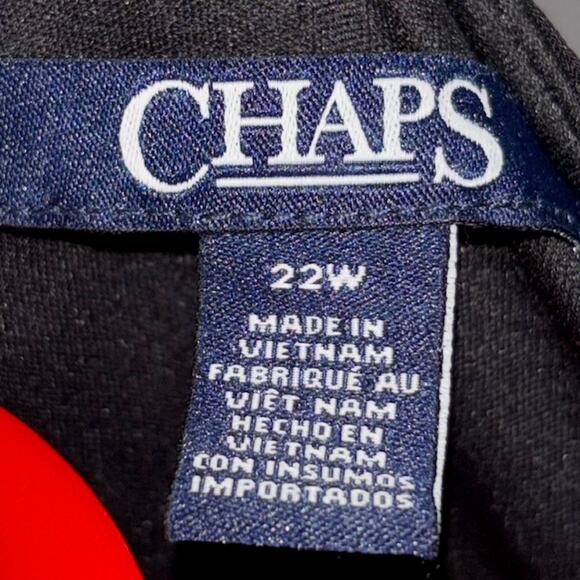 CHAPS
22W
MADE IN
VIETNAM
FABRIQUÉ AU
VIÊT NAM
HECHO EN
VIETNAM
CON INSUMOS
IMPORTADOS